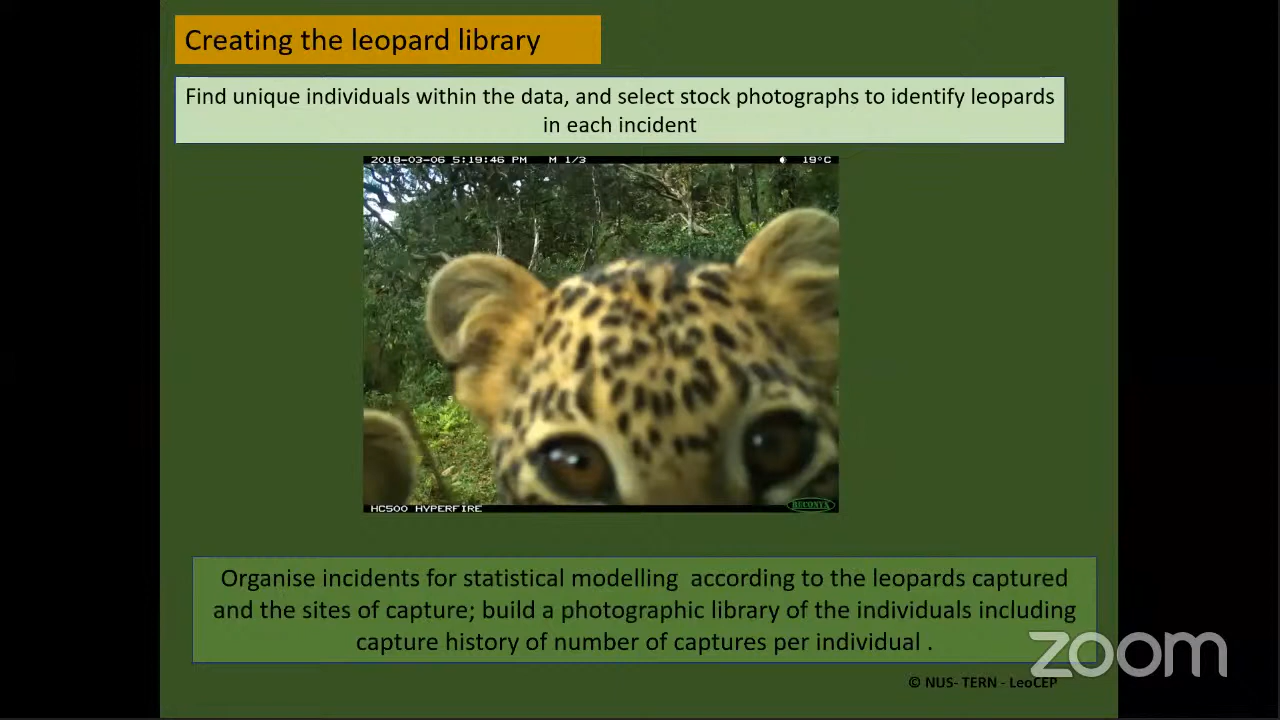 Creating the leopard library
Find unique individuals within the data, and select stock photographs to identify leopards
in each incident
2018-03-06 5:19:46 PM M 1/3 19°C
HC500 HYPERFIRE
RECONYX
Organise incidents for statistical modelling according to the leopards captured
and the sites of capture; build a photographic library of the individuals including
capture history of number of captures per individual .
zoom
© NUS- TERN - LeoCEP